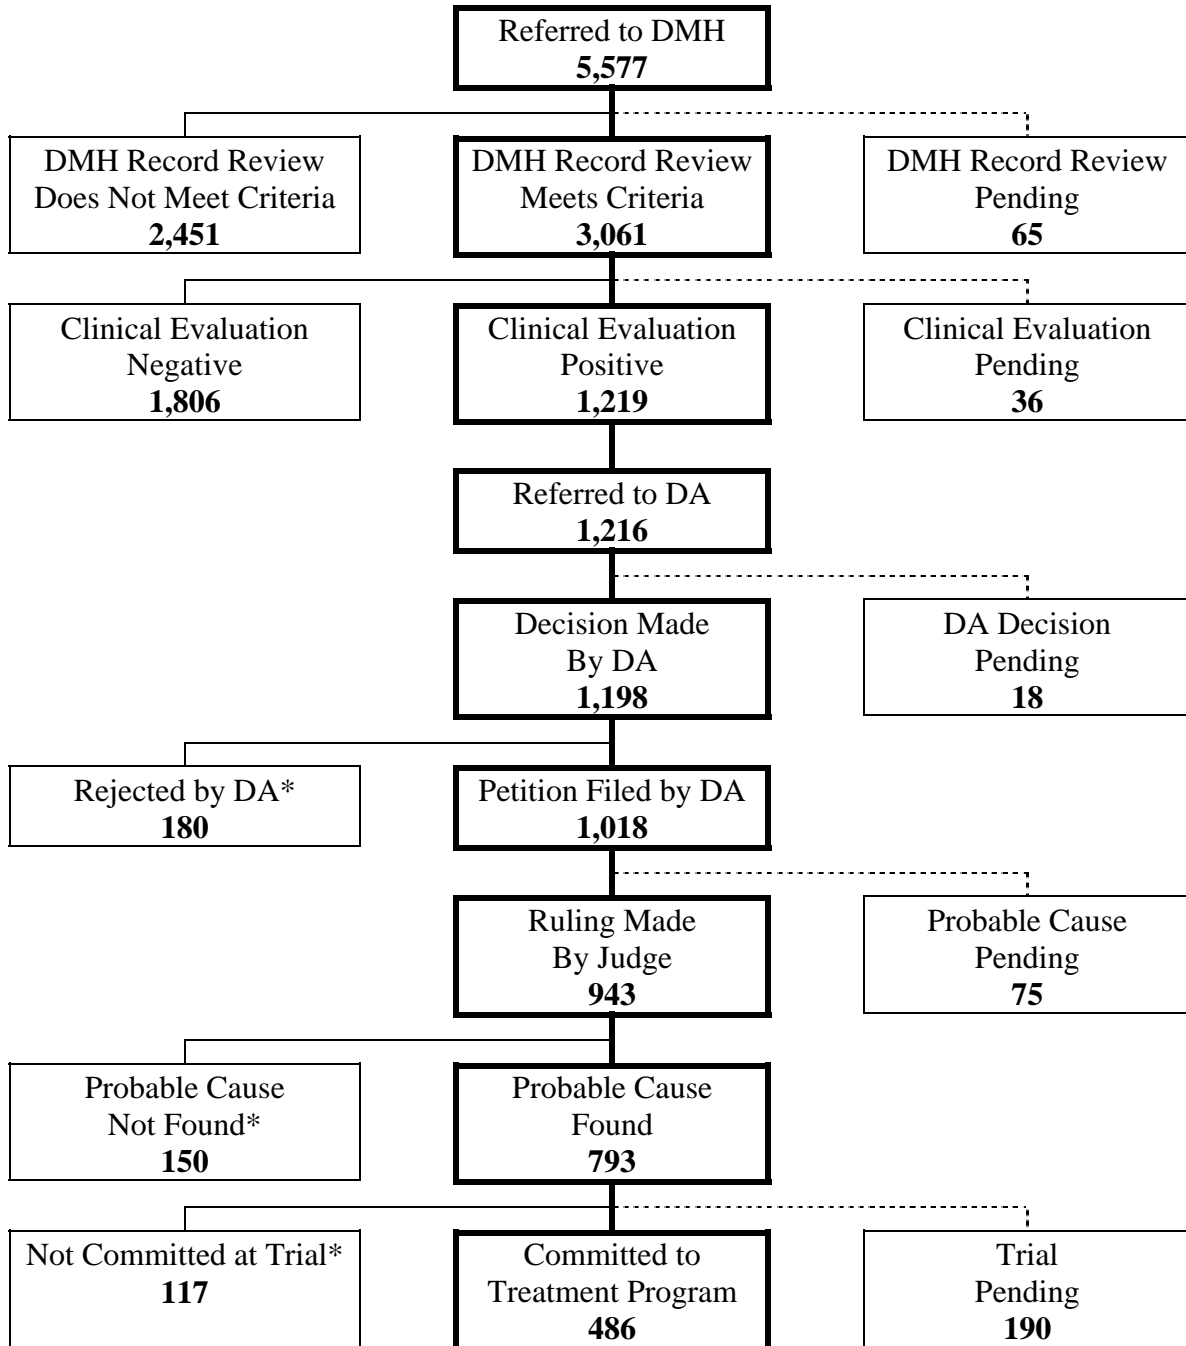 Referred to DMH
5,577
DMH Record Review
Does Not Meet Criteria
2,451
DMH Record Review
Meets Criteria
3,061
DMH Record Review
Pending
65
Clinical Evaluation
Negative
1,806
Clinical Evaluation
Positive
1,219
Clinical Evaluation
Pending
36
Referred to DA
1,216
Decision Made
By DA
1,198
DA Decision
Pending
18
Rejected by DA*
180
Petition Filed by DA
1,018
Ruling Made
By Judge
943
Probable Cause
Pending
75
Probable Cause
Not Found*
150
Probable Cause
Found
793
Not Committed at Trial*
117
Committed to
Treatment Program
486
Trial
Pending
190